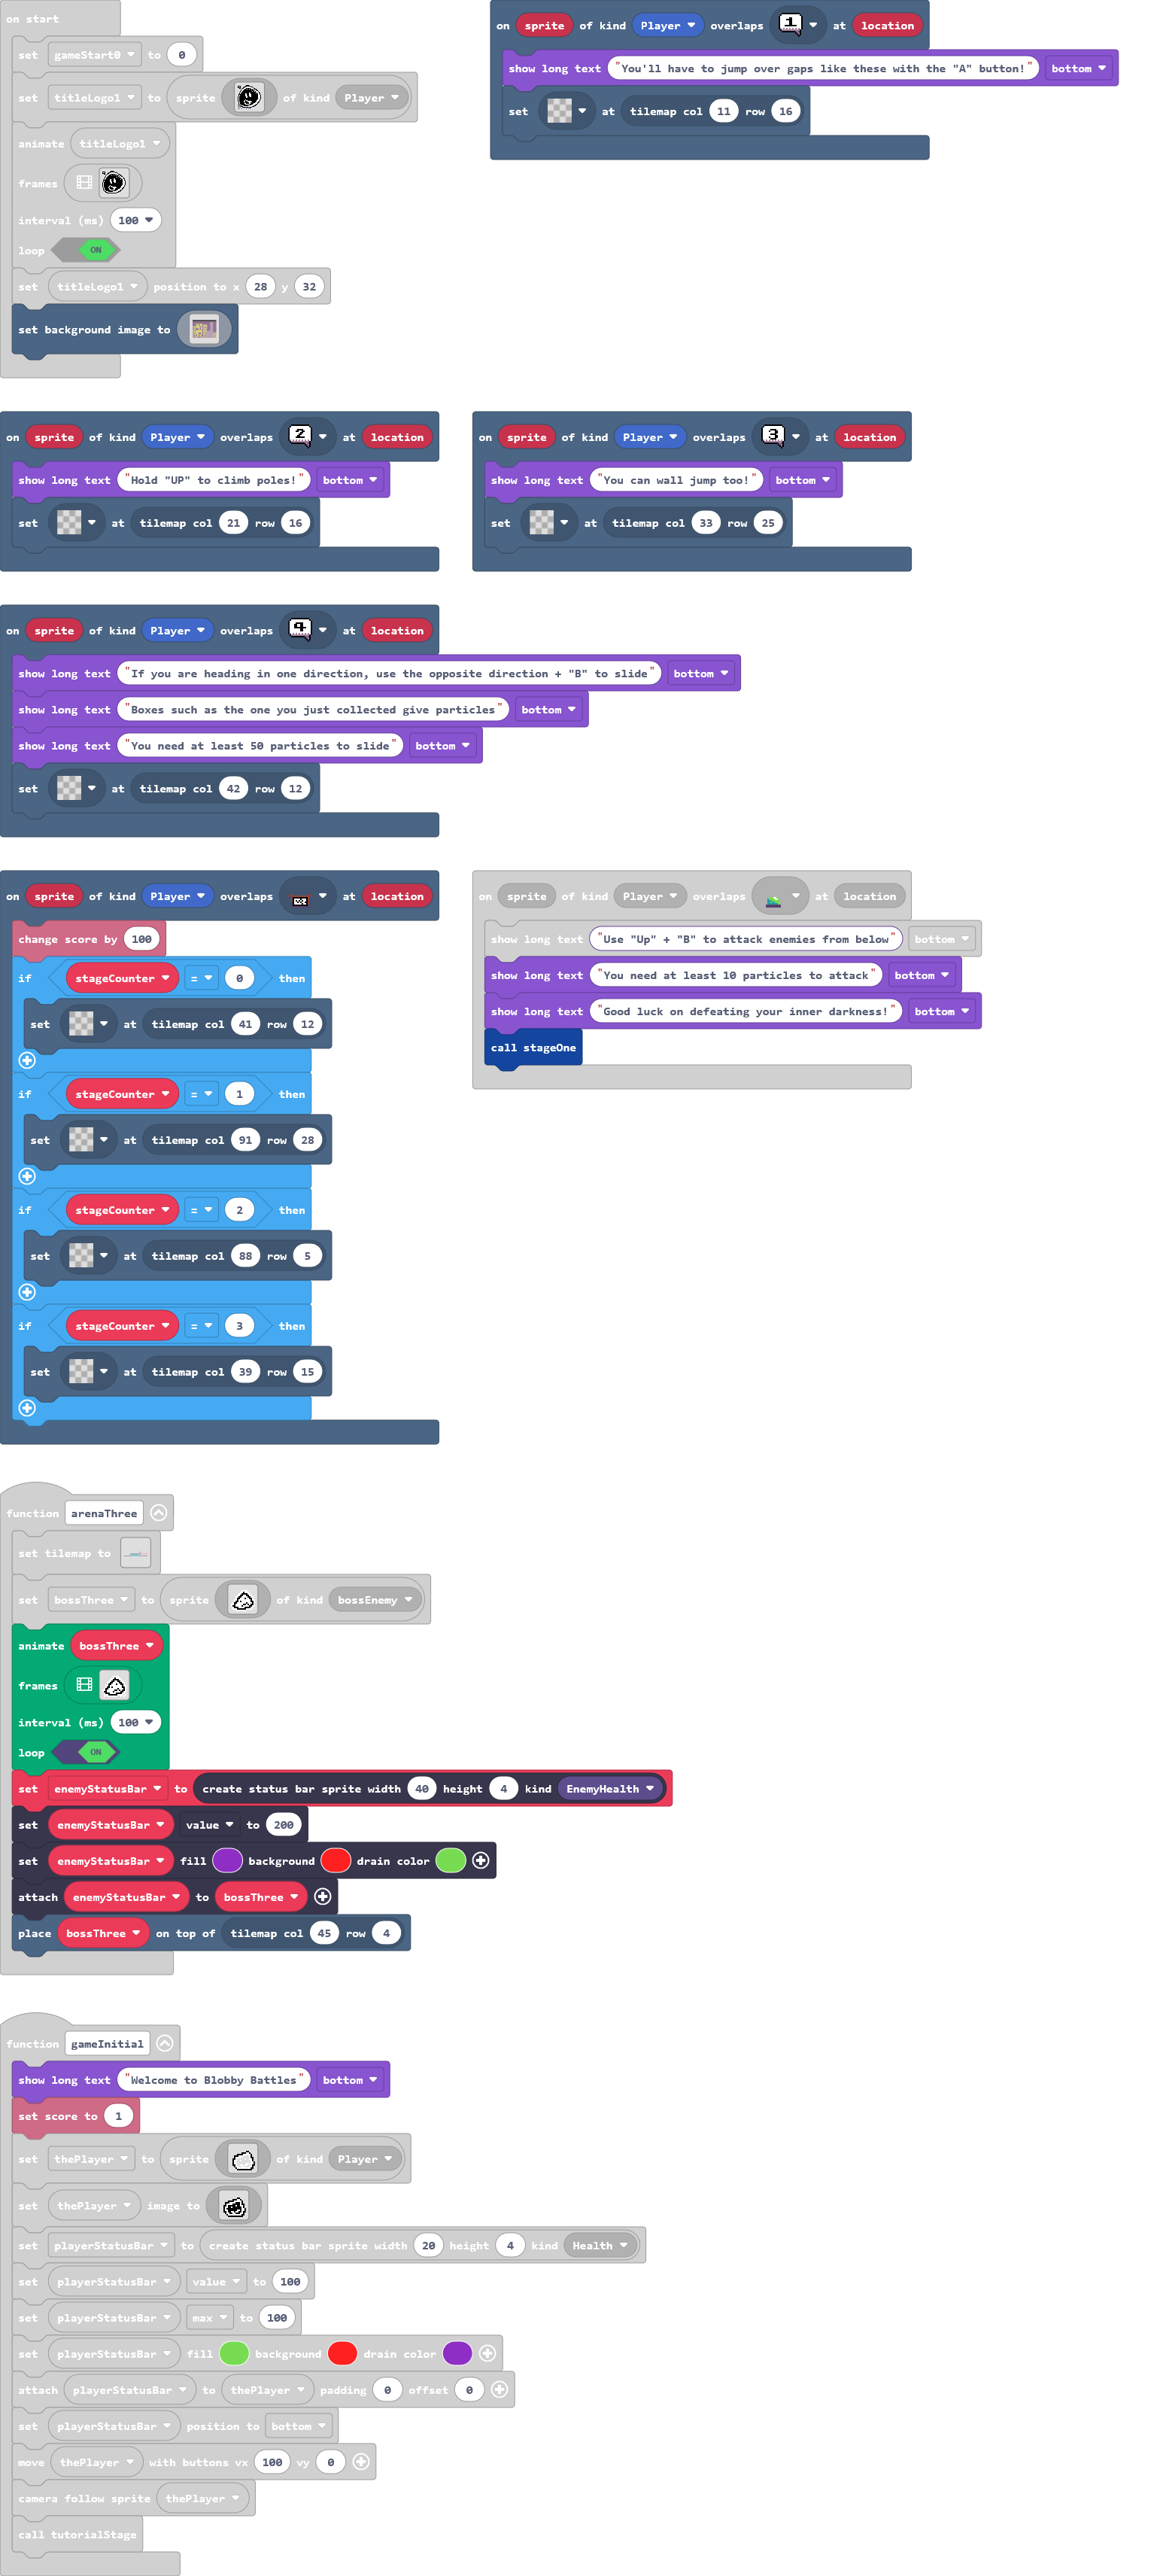 on start
set gameStart0 to 0
set titleLogo1 to sprite of kind Player
animate titleLogo1
frames
interval (ms) 100
loop ON
set titleLogo1 position to x 28 y 32
set background image to
on sprite of kind Player overlaps 1 at location
show long text "You'll have to jump over gaps like these with the "A" button!" bottom
set at tilemap col 11 row 16
on sprite of kind Player overlaps 2 at location
show long text "Hold "UP" to climb poles!" bottom
set at tilemap col 21 row 16
on sprite of kind Player overlaps 3 at location
show long text "You can wall jump too!" bottom
set at tilemap col 33 row 25
on sprite of kind Player overlaps 4 at location
show long text "If you are heading in one direction, use the opposite direction + "B" to slide" bottom
show long text "Boxes such as the one you just collected give particles" bottom
show long text "You need at least 50 particles to slide" bottom
set at tilemap col 42 row 12
on sprite of kind Player overlaps at location
change score by 100
if stageCounter = 0 then
set at tilemap col 41 row 12
if stageCounter = 1 then
set at tilemap col 91 row 28
if stageCounter = 2 then
set at tilemap col 88 row 5
if stageCounter = 3 then
set at tilemap col 39 row 15
on sprite of kind Player overlaps at location
show long text "Use "Up" + "B" to attack enemies from below" bottom
show long text "You need at least 10 particles to attack" bottom
show long text "Good luck on defeating your inner darkness!" bottom
call stageOne
function arenaThree
set tilemap to
set bossThree to sprite of kind bossEnemy
animate bossThree
frames
interval (ms) 100
loop ON
set enemyStatusBar to create status bar sprite width 40 height 4 kind EnemyHealth
set enemyStatusBar value to 200
set enemyStatusBar fill background drain color
attach enemyStatusBar to bossThree
place bossThree on top of tilemap col 45 row 4
function gameInitial
show long text "Welcome to Blobby Battles" bottom
set score to 1
set thePlayer to sprite of kind Player
set thePlayer image to
set playerStatusBar to create status bar sprite width 20 height 4 kind Health
set playerStatusBar value to 100
set playerStatusBar max to 100
set playerStatusBar fill background drain color
attach playerStatusBar to thePlayer padding 0 offset 0
set playerStatusBar position to bottom
move thePlayer with buttons vx 100 vy 0
camera follow sprite thePlayer
call tutorialStage